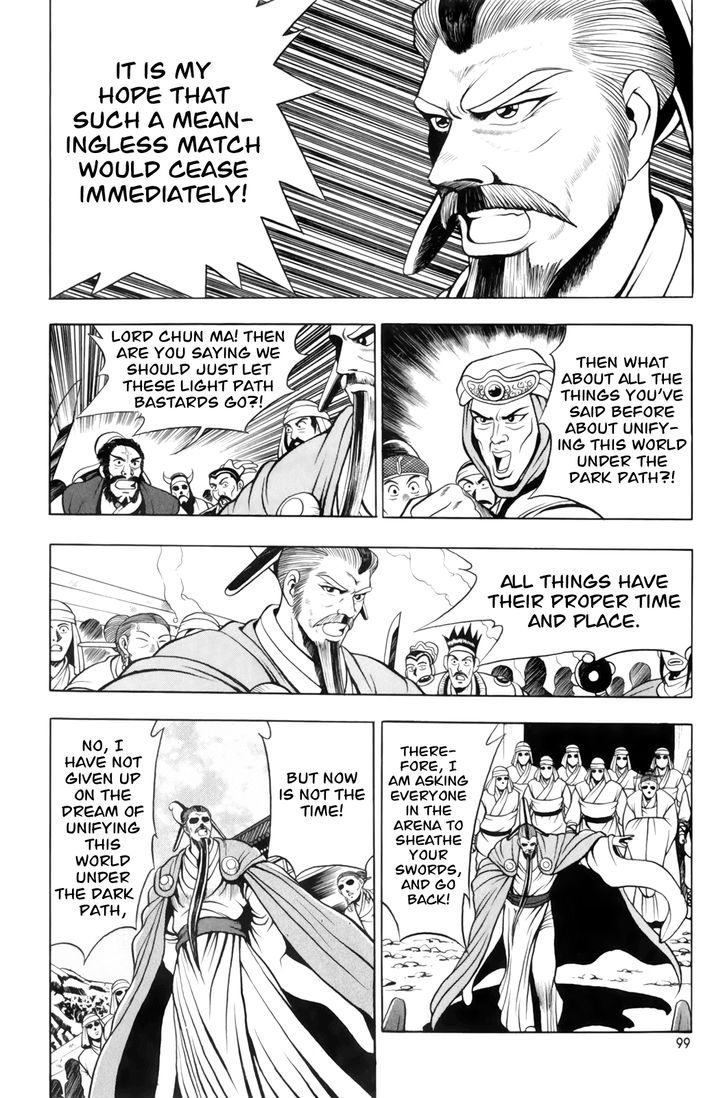 IT IS MY
HOPE THAT
SUCH A MEAN-
INGLESS MATCH
WOULD CEASE
IMMEDIATELY!
LORD CHUN MA! THEN
ARE YOU SAYING WE
SHOULD JUST LET
THESE LIGHT PATH
BASTARDS GO?!
THEN WHAT
ABOUT ALL THE
THINGS YOU'VE
SAID BEFORE
ABOUT UNIFY-
ING THIS WORLD
UNDER THE
DARK PATH?!
ALL THINGS HAVE
THEIR PROPER TIME
AND PLACE.
NO, I
HAVE NOT
GIVEN UP
ON THE
DREAM OF
UNIFYING
THIS
WORLD
UNDER
THE DARK
PATH,
BUT NOW
IS NOT THE
TIME!
THERE-
FORE, I
AM ASKING
EVERYONE
IN THE
ARENA TO
SHEATHE
YOUR
SWORDS,
AND GO
BACK!
99